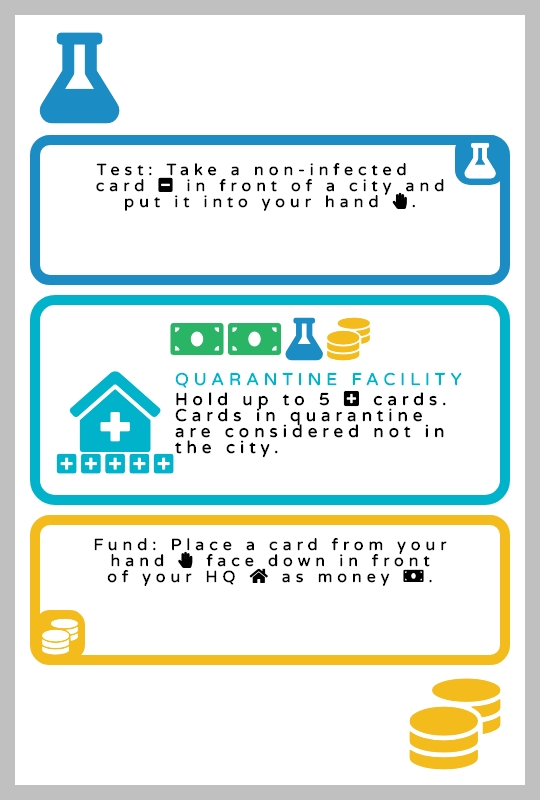 Test: Take a non-infected
card in front of a city and
put it into your hand .
QUARANTINE FACILITY
Hold up to 5 cards.
Cards in quarantine
are considered not in
the city.
Fund: Place a card from your
hand face down in front
of your HQ as money .